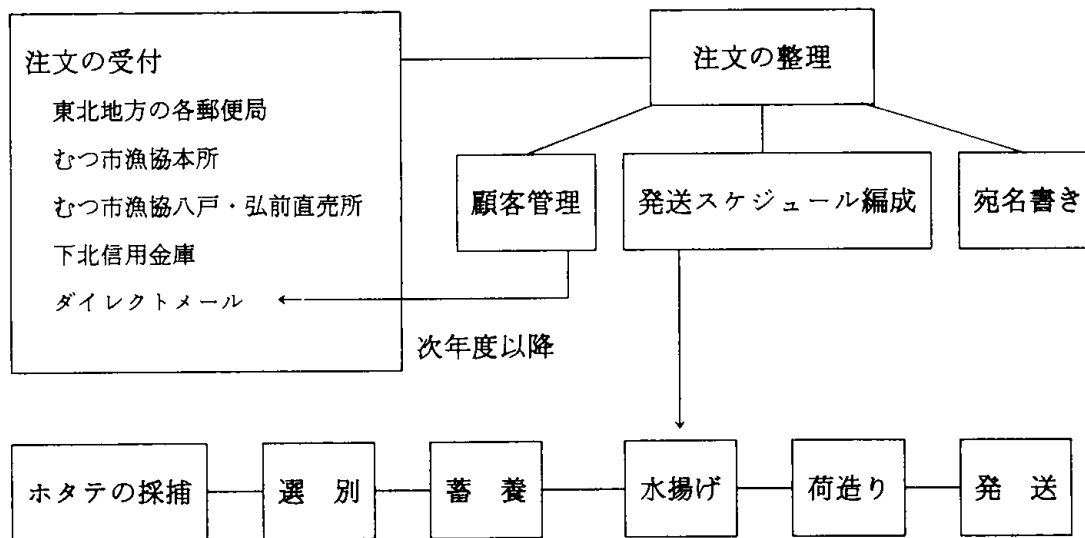 注文の受付
東北地方の各郵便局
むつ市漁協本所
むつ市漁協八戸・弘前直売所
下北信用金庫
ダイレクトメール
注文の整理
顧客管理
発送スケジュール編成
宛名書き
次年度以降
ホタテの採捕
選別
蓄養
水揚げ
荷造り
発送